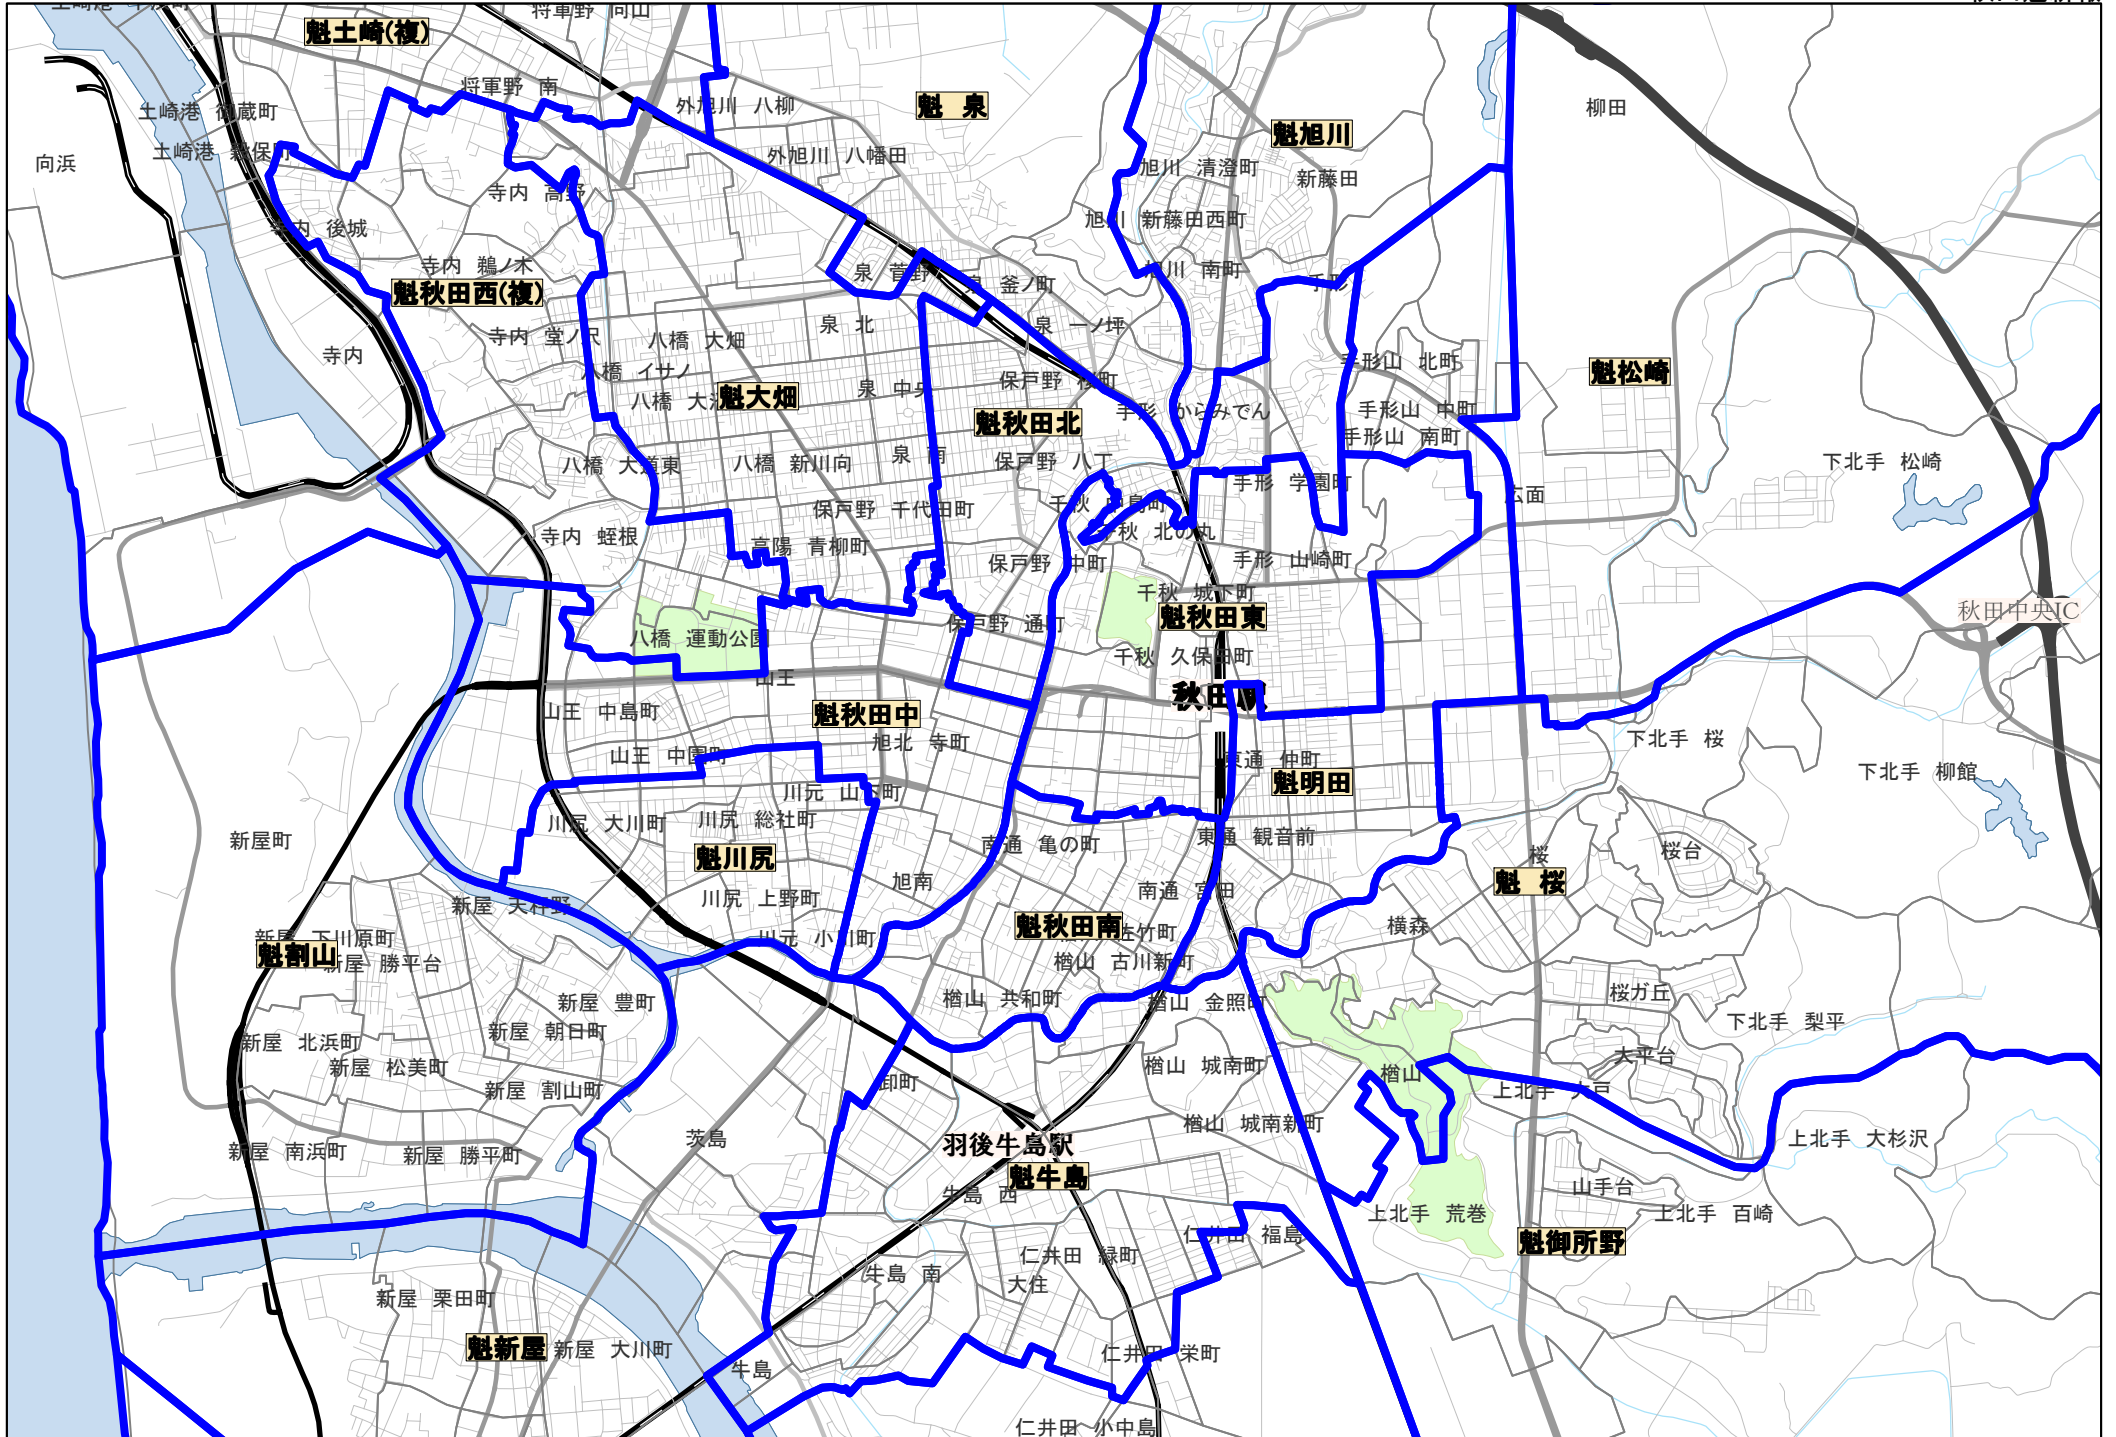 将軍野 向山
魁土崎(複)
将軍野 南
外旭川 八柳
魁 泉
柳田
土崎港 御蔵町
魁旭川
土崎港 穀保町
向浜
外旭川 八幡田
旭川 清澄町
新藤田
寺内 高野
旭川 新藤田西町
寺内 後城
寺内 鵜ノ木
泉 菅野
泉 釜ノ町
旭川 南町
手形
魁秋田西(複)
寺内 堂ノ沢
八橋 大畑
泉 北
泉 一ノ坪
寺内
八橋 イサノ
手形山 北町
魁松崎
魁大畑
泉 中央
保戸野 桜町
手形 からみでん
手形山 中町
魁秋田北
手形山 南町
八橋 大道東
八橋 新川向
泉 南
保戸野 八丁
下北手 松崎
手形 学園町
広面
保戸野 千代田町
千秋 中島町
千秋 北の丸
寺内 蛭根
高陽 青柳町
保戸野 中町
手形 山崎町
千秋 城下町
魁秋田東
秋田中央IC
保戸野 通町
八橋 運動公園
千秋 久保田町
山王
秋田駅
山王 中島町
魁秋田中
旭北 寺町
下北手 桜
山王 中園町
東通 仲町
下北手 柳館
魁明田
川元 山下町
川尻 大川町
川尻 総社町
新屋町
南通 亀の町
東通 観音前
魁川尻
桜
桜台
旭南
魁 桜
南通 宮田
川尻 上野町
新屋 天秤野
魁秋田南
横森
新屋 下川原町
川元 小川町
魁割山
新屋 勝平台
楢山 古川新町
新屋 豊町
楢山 共和町
楢山 金照町
桜ガ丘
下北手 梨平
新屋 朝日町
新屋 北浜町
大平台
新屋 松美町
楢山 城南町
楢山
卸町
新屋 割山町
上北手 大戸
楢山 城南新町
茨島
羽後牛島駅
上北手 大杉沢
新屋 南浜町
新屋 勝平町
魁牛島
牛島 西
山手台
上北手 荒巻
上北手 百崎
仁井田 福島
魁御所野
仁井田 緑町
牛島 南
大住
新屋 栗田町
魁新屋
新屋 大川町
仁井田 栄町
牛島
仁井田 小中島